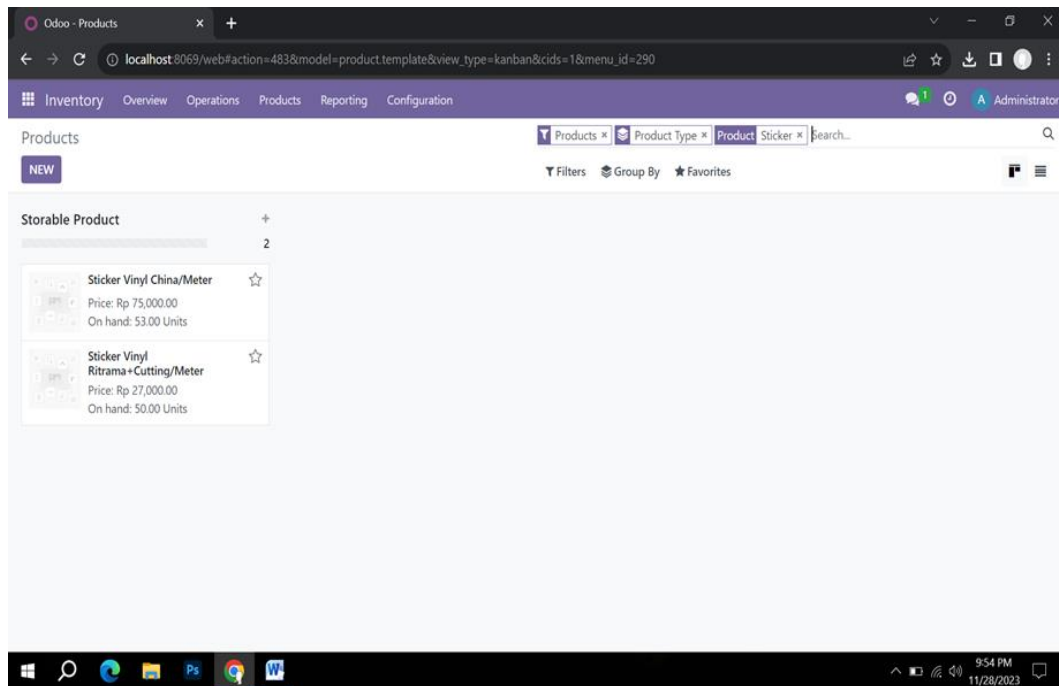 Odoo - Products
localhost:8069/web#action=483&model=product.template&view_type=kanban&cids=1&menu_id=290
Inventory Overview Operations Products Reporting Configuration 1 A Administrator
Products Products × Product Type × Product Sticker × Search...
NEW Filters Group By Favorites
Storable Product +
2
Sticker Vinyl China/Meter
Price: Rp 75,000.00
On hand: 53.00 Units
Sticker Vinyl
Ritrama+Cutting/Meter
Price: Rp 27,000.00
On hand: 50.00 Units
Ps W
9:54 PM
11/28/2023